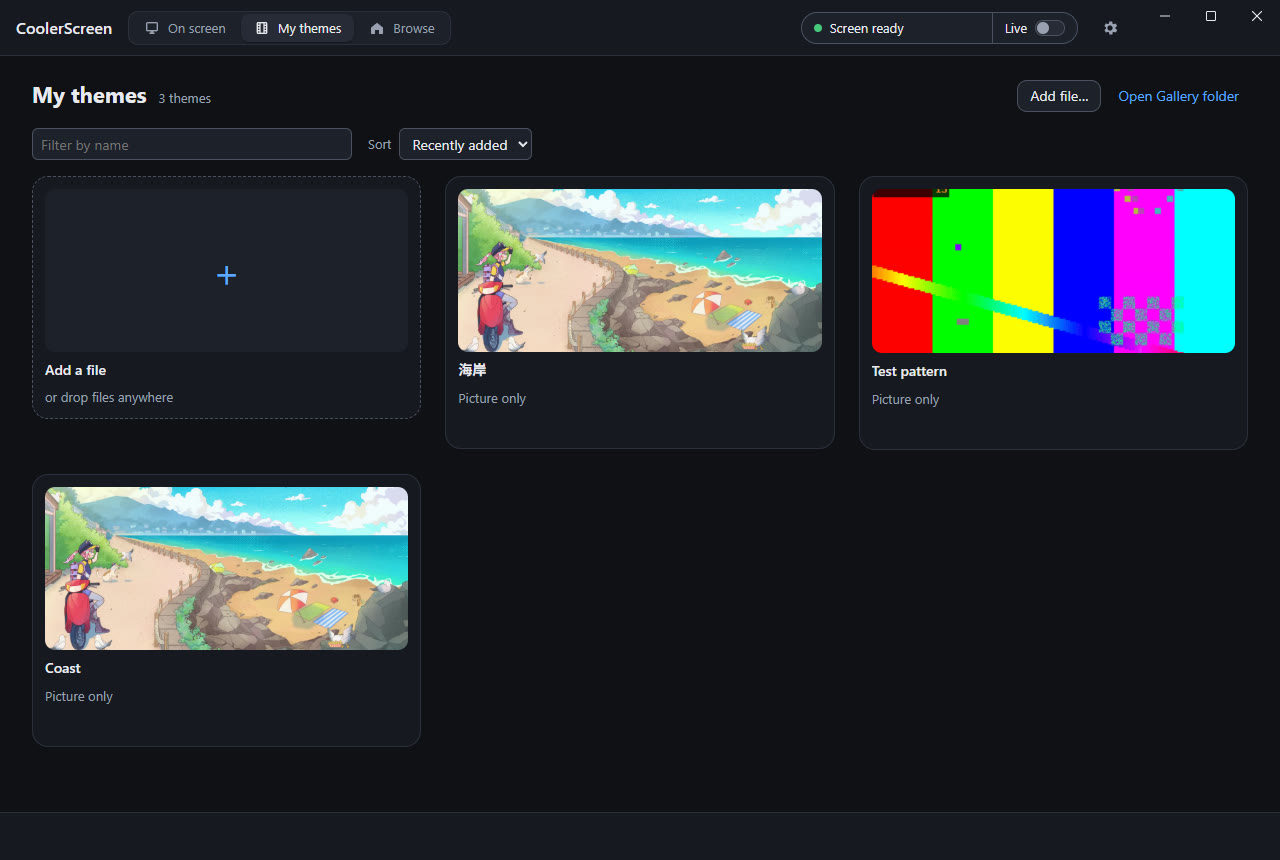 CoolerScreen
On screen
My themes
Browse
Screen ready
Live
My themes
3 themes
Add file...
Open Gallery folder
Filter by name
Sort
Recently added
Add a file
or drop files anywhere
海岸
Picture only
Test pattern
Picture only
Coast
Picture only